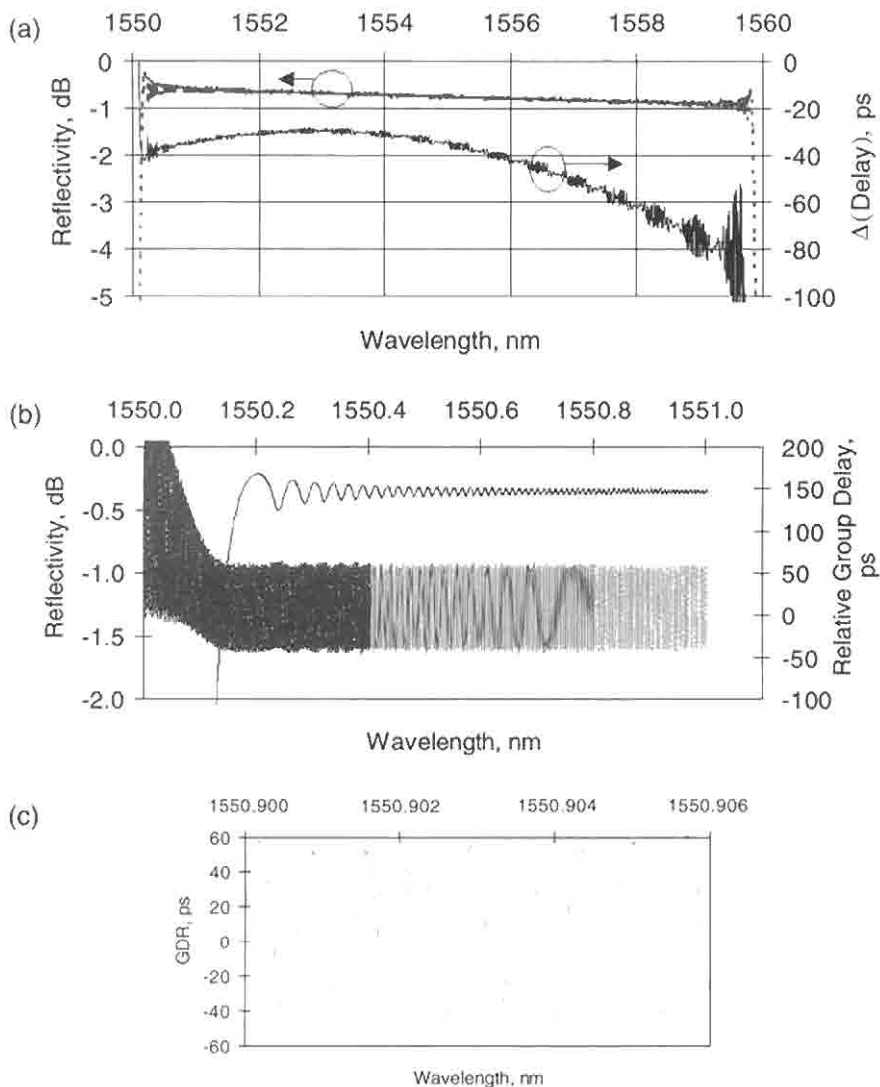 (a)
1550 1552 1554 1556 1558 1560
0 -1 -2 -3 -4 -5
Reflectivity, dB
0 -20 -40 -60 -80 -100
Δ(Delay), ps
Wavelength, nm
(b)
1550.0 1550.2 1550.4 1550.6 1550.8 1551.0
0.0 -0.5 -1.0 -1.5 -2.0
Reflectivity, dB
200 150 100 50 0 -50 -100
Relative Group Delay,
ps
Wavelength, nm
(c)
1550.900 1550.902 1550.904 1550.906
60 40 20 0 -20 -40 -60
GDR, ps
Wavelength, nm